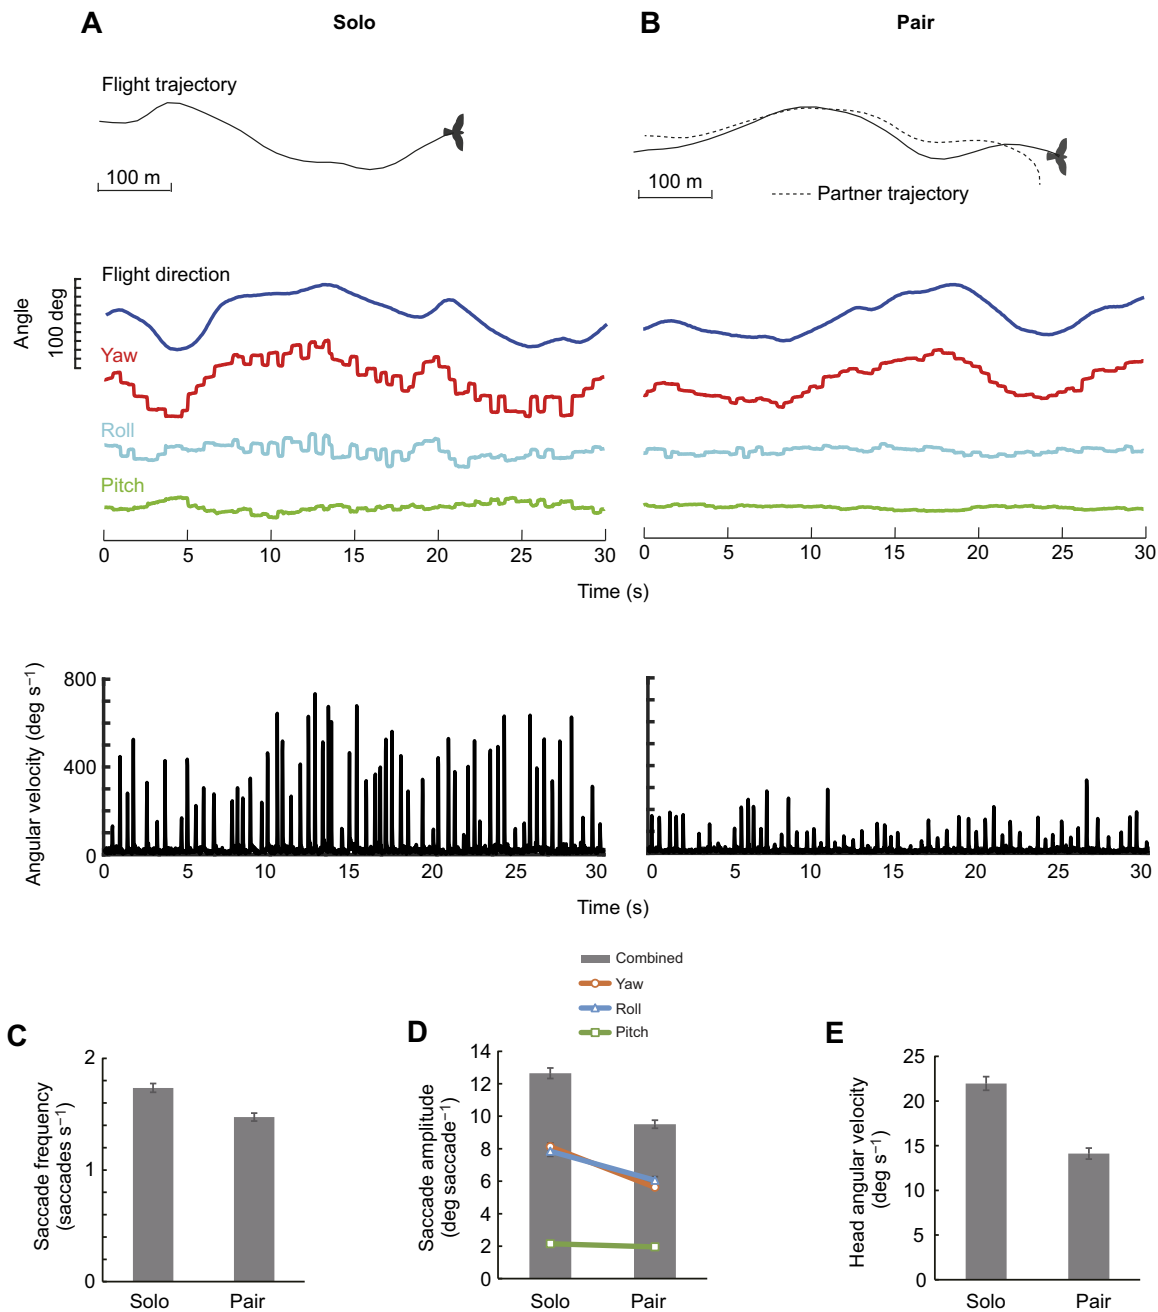 A Solo B Pair
Flight trajectory
100 m
100 m
Partner trajectory
Flight direction
Angle
100 deg
Yaw
Roll
Pitch
0 5 10 15 20 25 30 0 5 10 15 20 25 30
Time (s)
Angular velocity (deg s−1)
800
400
0
0 5 10 15 20 25 30 0 5 10 15 20 25 30
Time (s)
Combined
Yaw
Roll
Pitch
C
Saccade frequency
(saccades s−1)
2
1
0
Solo Pair
D
Saccade amplitude
(deg saccade−1)
14
12
10
8
6
4
2
0
Solo Pair
E
Head angular velocity
(deg s−1)
25
20
15
10
5
0
Solo Pair